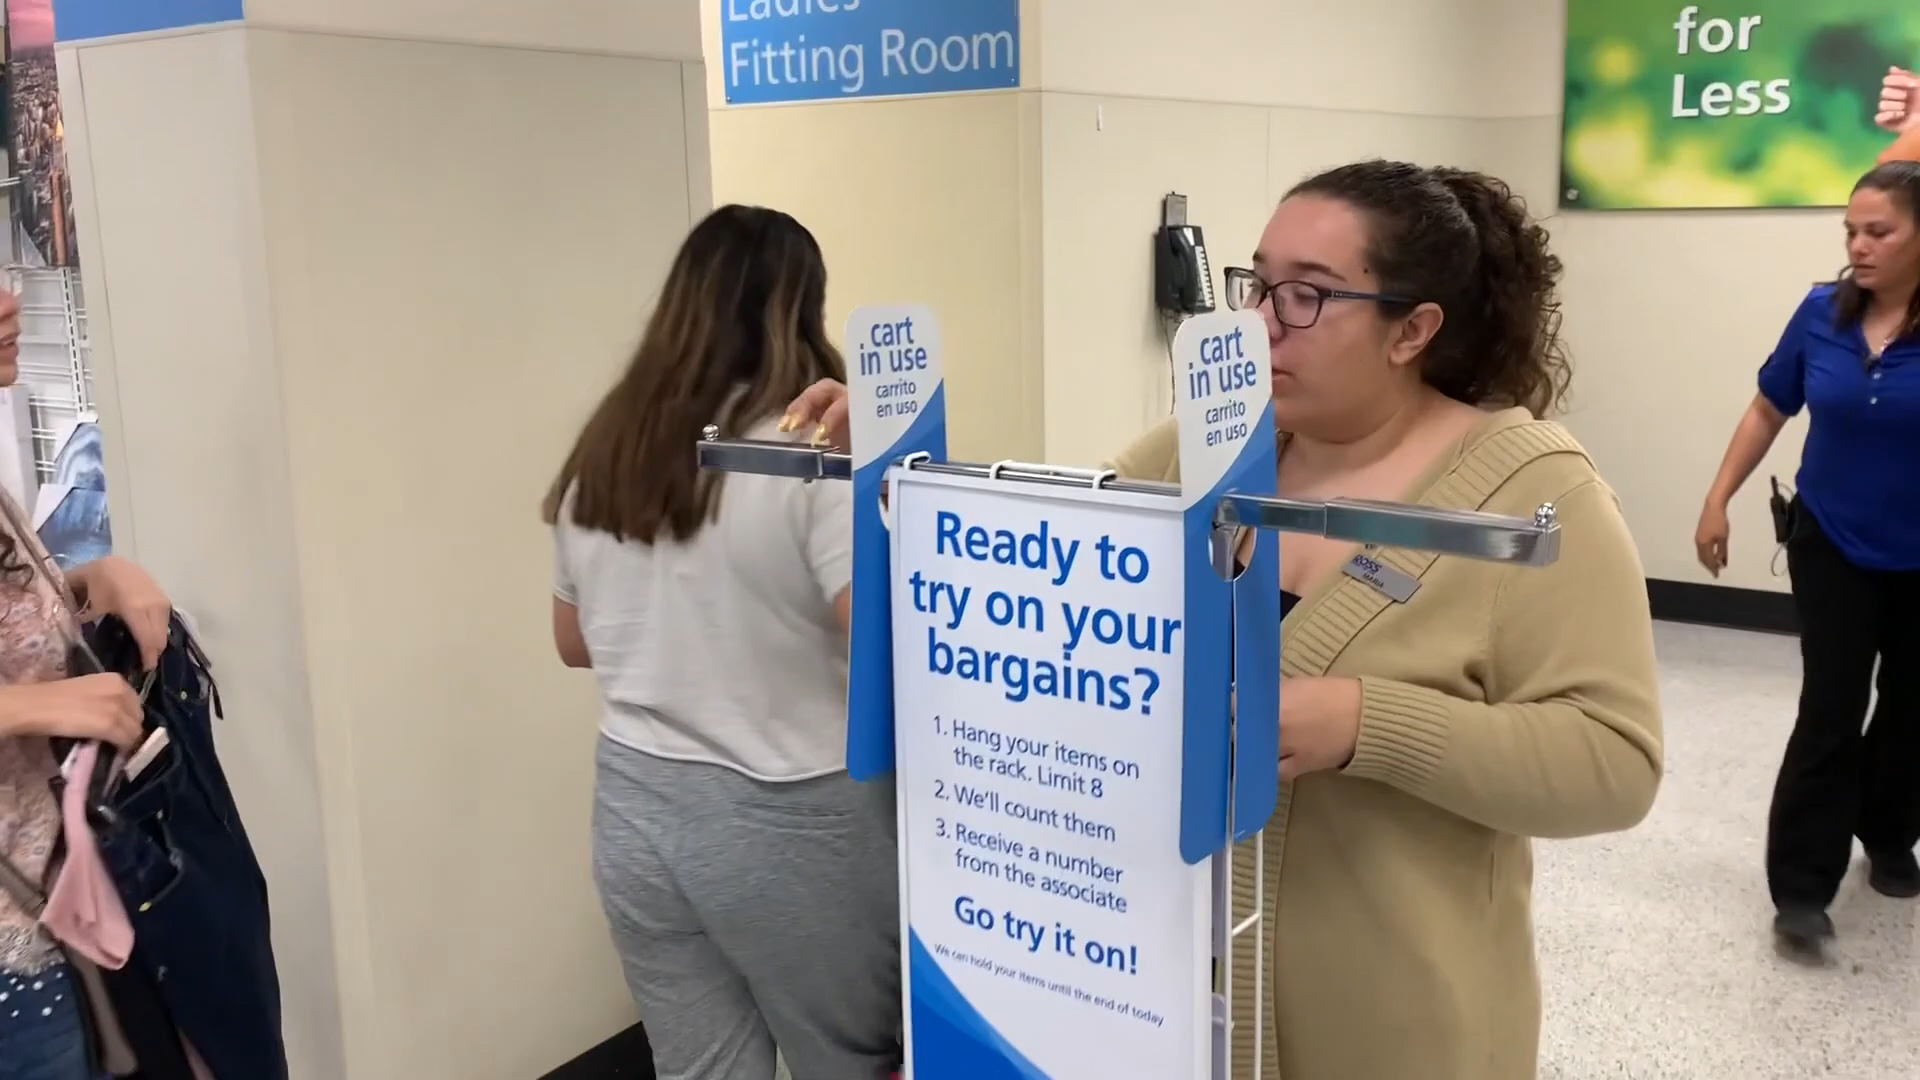 Ladies
Fitting Room
for
Less
cart
in use
carrito
en uso
cart
in use
carrito
en uso
ROSS
MARIA
Ready to
try on your
bargains?
1. Hang your items on
the rack. Limit 8
2. We'll count them
3. Receive a number
from the associate
Go try it on!
We can hold your items until the end of today